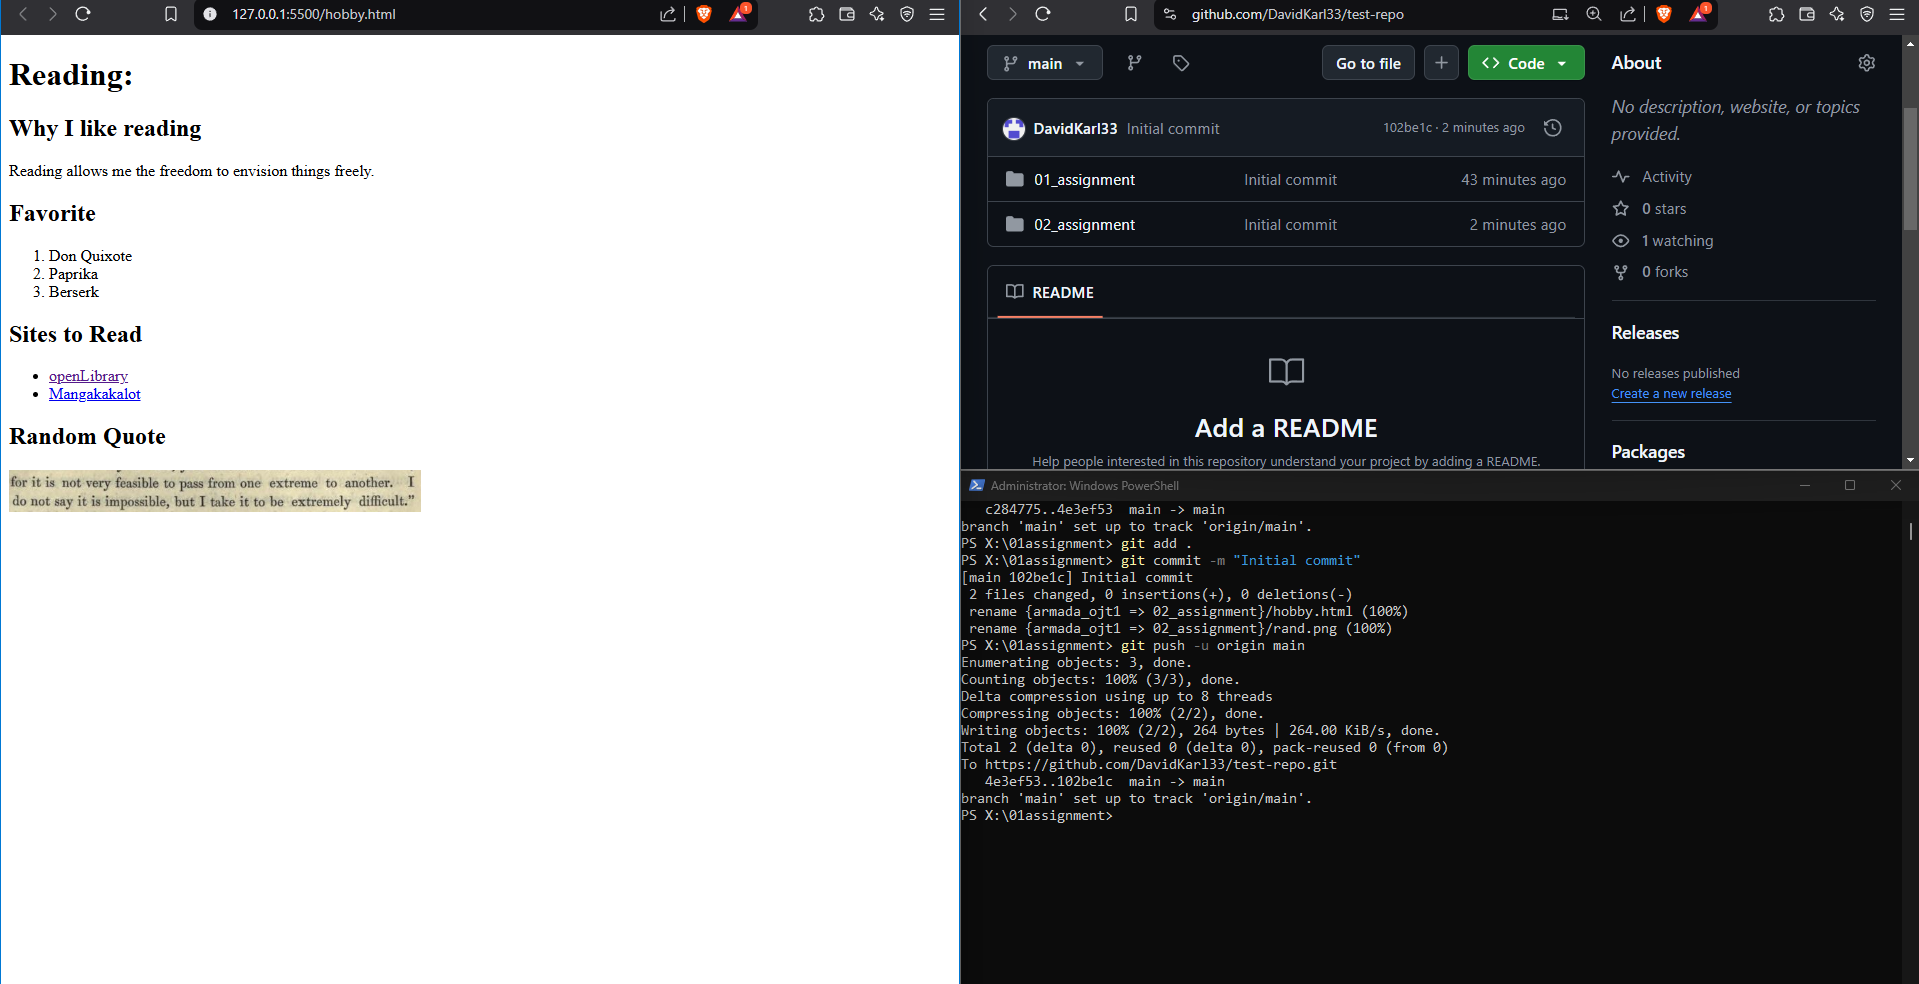 127.0.0.1:5500/hobby.html
1
Reading:
Why I like reading
Reading allows me the freedom to envision things freely.
Favorite
1. Don Quixote
2. Paprika
3. Berserk
Sites to Read
• openLibrary
• Mangakakalot
Random Quote
for it is not very feasible to pass from one extreme to another. I
do not say it is impossible, but I take it to be extremely difficult."
github.com/DavidKarl33/test-repo
1
main
Go to file
Code
DavidKarl33 Initial commit 102be1c · 2 minutes ago
01_assignment Initial commit 43 minutes ago
02_assignment Initial commit 2 minutes ago
README
Add a README
Help people interested in this repository understand your project by adding a README.
About
No description, website, or topics
provided.
Activity
0 stars
1 watching
0 forks
Releases
No releases published
Create a new release
Packages
Administrator: Windows PowerShell
c284775..4e3ef53  main -> main
branch 'main' set up to track 'origin/main'.
PS X:\01assignment> git add .
PS X:\01assignment> git commit -m "Initial commit"
[main 102be1c] Initial commit
2 files changed, 0 insertions(+), 0 deletions(-)
rename {armada_ojt1 => 02_assignment}/hobby.html (100%)
rename {armada_ojt1 => 02_assignment}/rand.png (100%)
PS X:\01assignment> git push -u origin main
Enumerating objects: 3, done.
Counting objects: 100% (3/3), done.
Delta compression using up to 8 threads
Compressing objects: 100% (2/2), done.
Writing objects: 100% (2/2), 264 bytes | 264.00 KiB/s, done.
Total 2 (delta 0), reused 0 (delta 0), pack-reused 0 (from 0)
To https://github.com/DavidKarl33/test-repo.git
4e3ef53..102be1c  main -> main
branch 'main' set up to track 'origin/main'.
PS X:\01assignment>